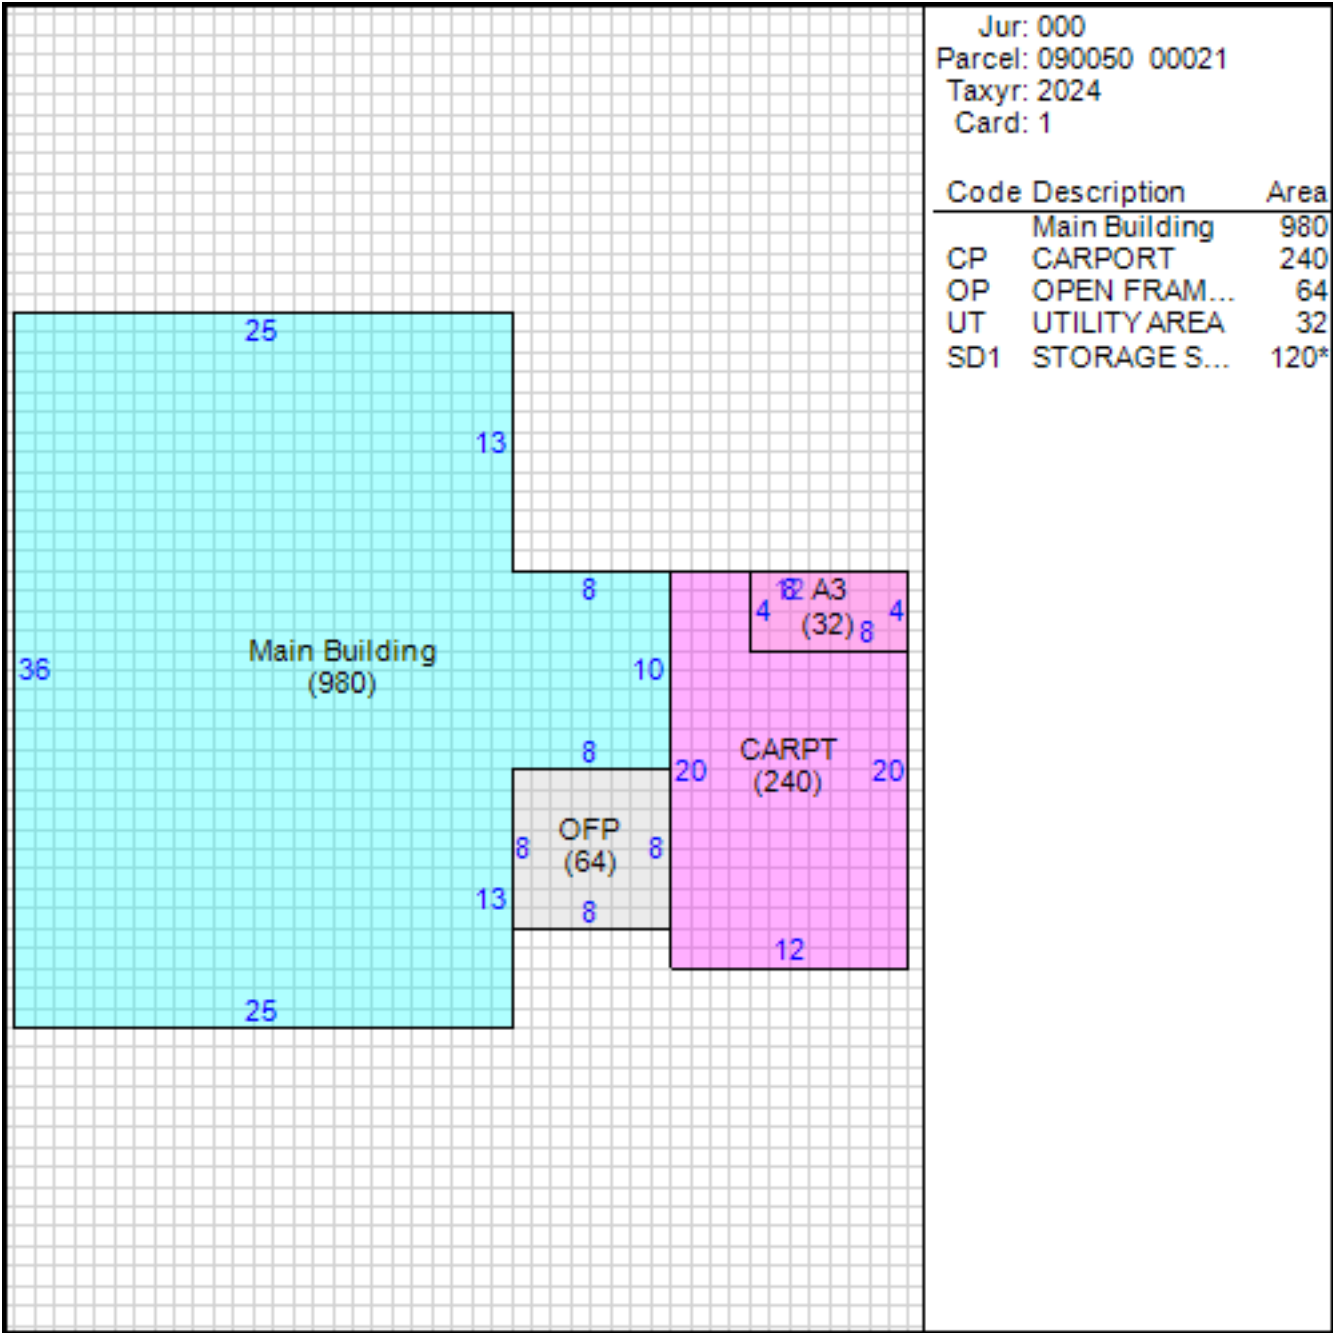 Jur: 000
Parcel: 090050 00021
Taxyr: 2024
Card: 1
Code Description Area
Main Building 980
CP CARPORT 240
OP OPEN FRAM... 64
UT UTILITY AREA 32
SD1 STORAGE S... 120*
25
13
8
12
8
A3
4
4
(32)
8
Main Building
(980)
36
10
8
CARPT
(240)
20
20
OFP
(64)
8
8
13
8
12
25